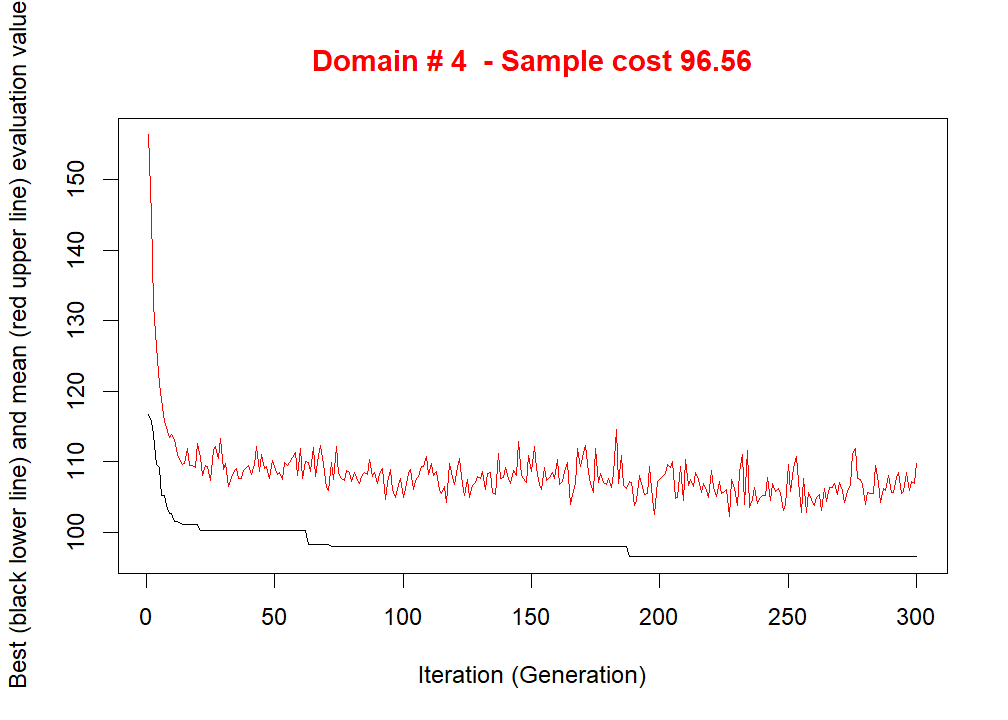 Domain # 4  - Sample cost 96.56
Best (black lower line) and mean (red upper line) evaluation value
150
140
130
120
110
100
0 50 100 150 200 250 300
Iteration (Generation)